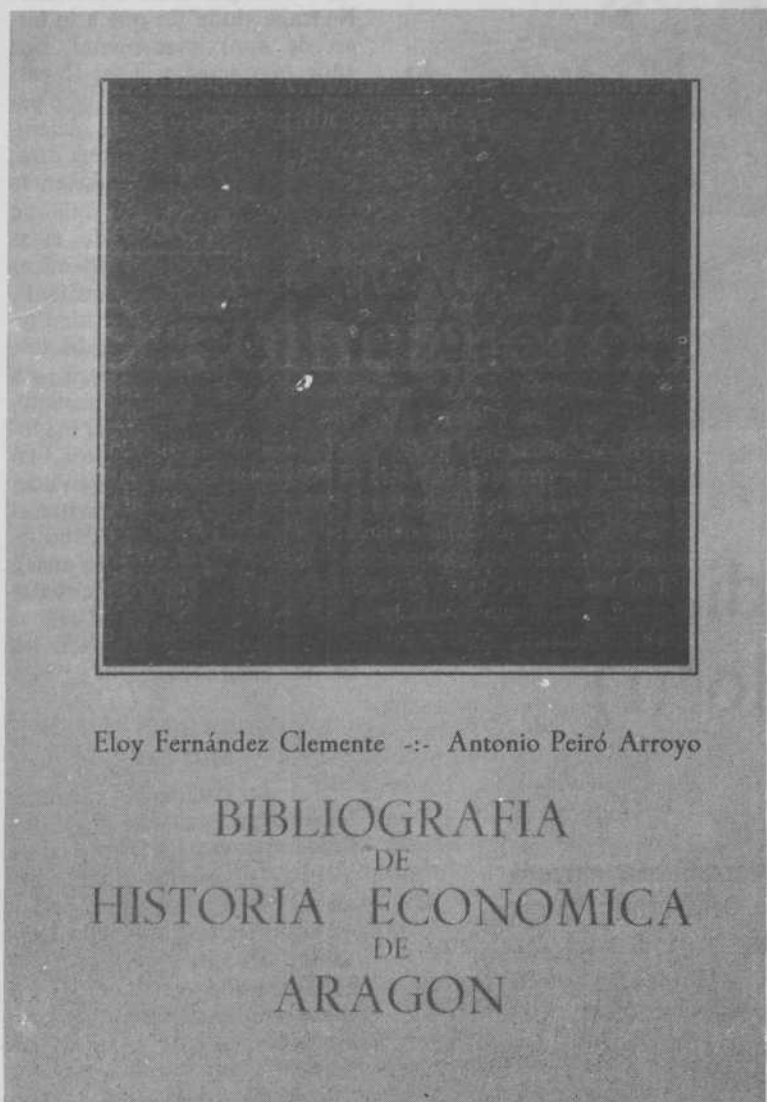 Eloy Fernández Clemente -:- Antonio Peiró Arroyo
BIBLIOGRAFIA
DE
HISTORIA ECONOMICA
DE
ARAGON